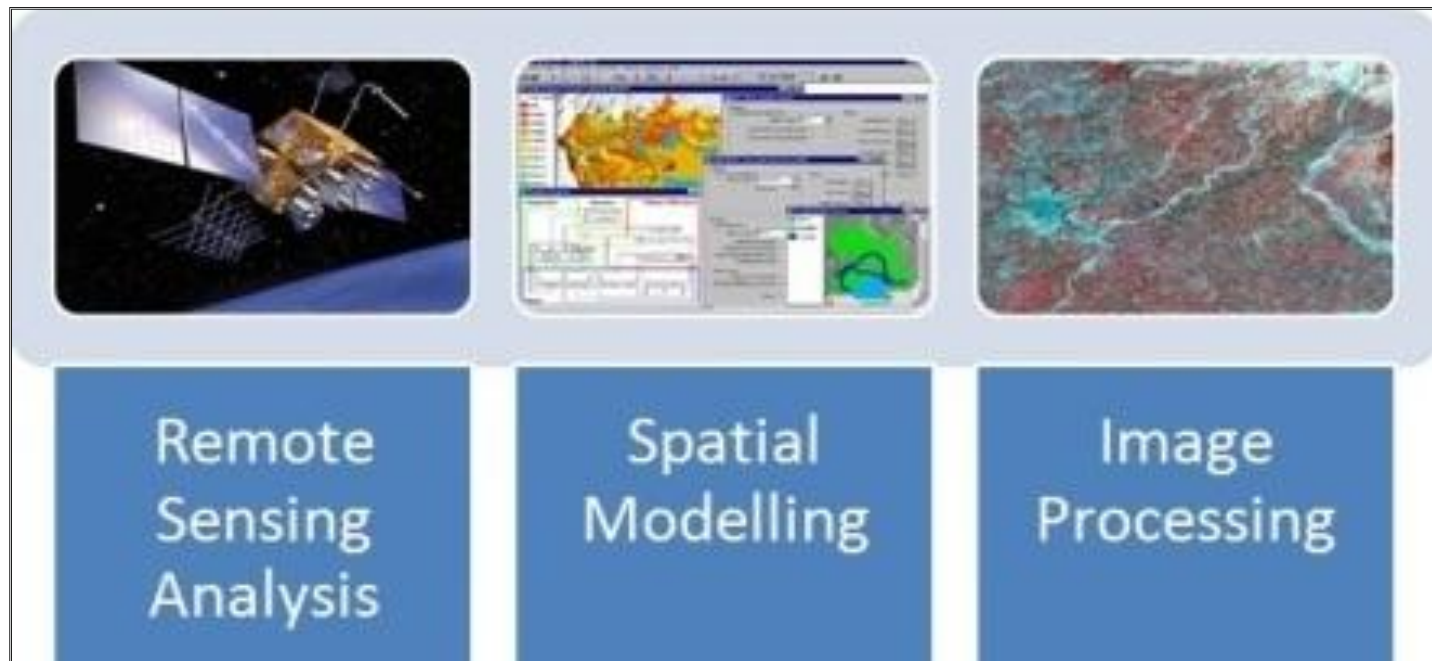 Remote
Sensing
Analysis
Spatial
Modelling
Image
Processing